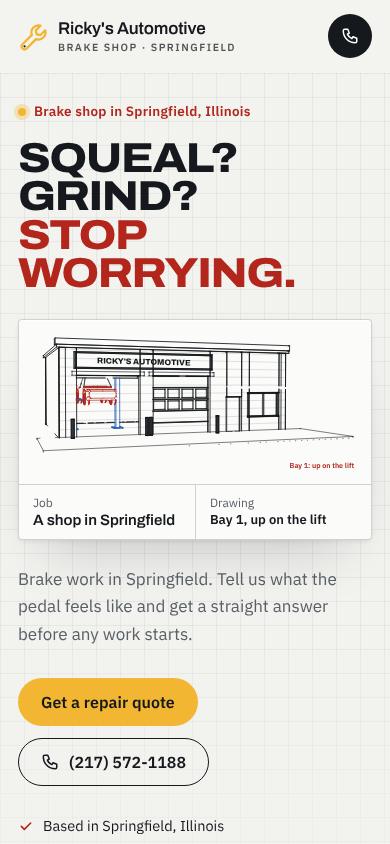 Ricky's Automotive
BRAKE SHOP · SPRINGFIELD
Brake shop in Springfield, Illinois
SQUEAL?
GRIND?
STOP
WORRYING.
RICKY'S AUTOMOTIVE
Bay 1: up on the lift
Job
A shop in Springfield
Drawing
Bay 1, up on the lift
Brake work in Springfield. Tell us what the
pedal feels like and get a straight answer
before any work starts.
Get a repair quote
(217) 572-1188
Based in Springfield, Illinois